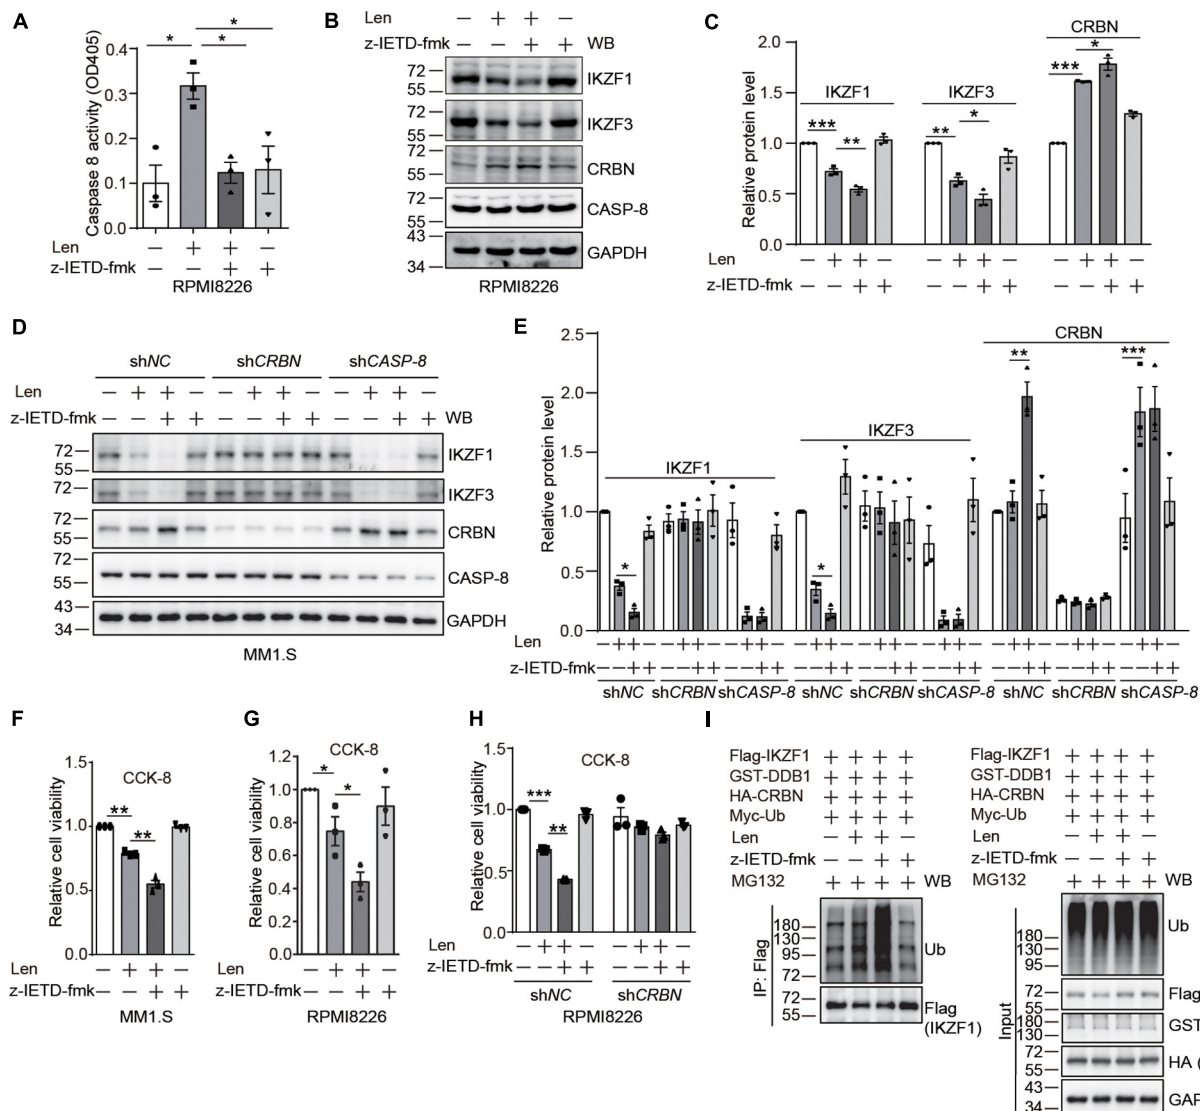 A
Caspase 8 activity (OD405)
0.4
0.3
0.2
0.1
0.0
* * *
Len − + + −
z-IETD-fmk − − + +
RPMI8226
B
Len − + + −
z-IETD-fmk − − + + WB
72
55
IKZF1
72
55
IKZF3
72
55
CRBN
72
55
CASP-8
43
34
GAPDH
RPMI8226
C
Relative protein level
2.0
1.5
1.0
0.5
0.0
IKZF1
*** **
IKZF3
** *
CRBN
*** *
Len − + + − − + + − − + + −
z-IETD-fmk − − + + − − + + − − + +
D
shNC shCRBN shCASP-8
Len − + + − − + + − − + + −
z-IETD-fmk − − + + − − + + − − + + WB
72
55
IKZF1
72
IKZF3
72
55
CRBN
72
55
CASP-8
43
34
GAPDH
MM1.S
E
Relative protein level
2.5
2.0
1.5
1.0
0.5
0.0
IKZF1
*
IKZF3
*
CRBN
** ***
Len − + + − − + + − − + + − − + + − − + + − − + + − − + + − − + + − − + + −
z-IETD-fmk − − + + − − + + − − + + − − + + − − + + − − + + − − + + − − + + − − + +
shNC shCRBN shCASP-8 shNC shCRBN shCASP-8 shNC shCRBN shCASP-8
F
CCK-8
Relative cell viability
1.5
1.0
0.5
0.0
** **
Len − + + −
z-IETD-fmk − − + +
MM1.S
G
CCK-8
Relative cell viability
1.2
1.0
0.8
0.6
0.4
0.2
0.0
* *
Len − + + −
z-IETD-fmk − − + +
RPMI8226
H
CCK-8
Relative cell viability
1.5
1.0
0.5
0.0
*** **
Len − + + − − + + −
z-IETD-fmk − − + + − − + +
shNC shCRBN
RPMI8226
I
Flag-IKZF1 + + + +
GST-DDB1 + + + +
HA-CRBN + + + +
Myc-Ub + + + +
Len − + + −
z-IETD-fmk − − + +
MG132 + + + + WB
IP: Flag
180
130
95
72
Ub
72
55
Flag
(IKZF1)
Flag-IKZF1 + + + +
GST-DDB1 + + + +
HA-CRBN + + + +
Myc-Ub + + + +
Len − + + −
z-IETD-fmk − − + +
MG132 + + + + WB
Input
180
130
95
Ub
72
55
Flag
180
130
GST
72
55
HA (
43
34
GAP